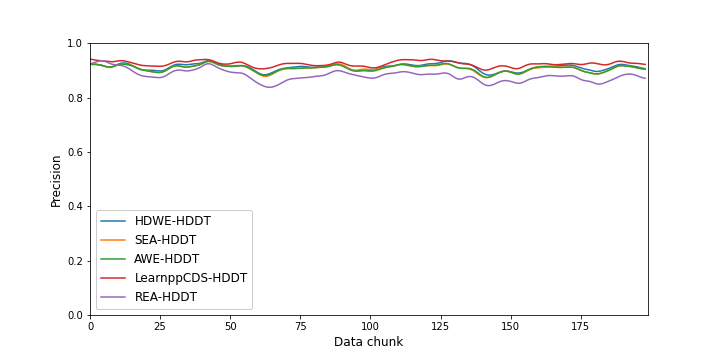 1.0
0.8
0.6
0.4
0.2
0.0
Precision
HDWE-HDDT
SEA-HDDT
AWE-HDDT
LearnppCDS-HDDT
REA-HDDT
0 25 50 75 100 125 150 175
Data chunk